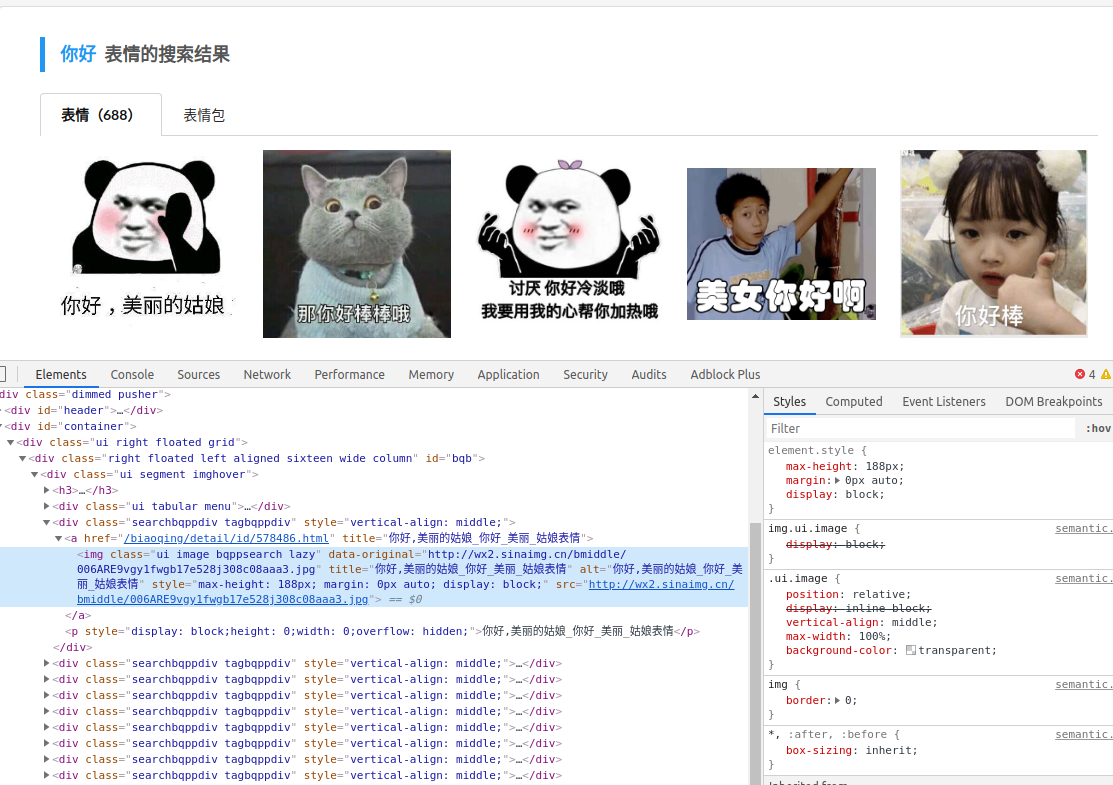 你好 表情的搜索结果
表情（688）
表情包
你好，美丽的姑娘
那你好棒棒哦
讨厌 你好冷淡哦
我要用我的心帮你加热哦
美女你好啊
你好棒
Elements Console Sources Network Performance Memory Application Security Audits Adblock Plus 4
div class="dimmed pusher">
<div id="header">…</div>
<div id="container">
<div class="ui right floated grid">
<div class="right floated left aligned sixteen wide column" id="bqb">
<div class="ui segment imghover">
<h3>…</h3>
<div class="ui tabular menu">…</div>
<div class="searchbqppdiv tagbqppdiv" style="vertical-align: middle;">
<a href="/biaoqing/detail/id/578486.html" title="你好,美丽的姑娘_你好_美丽_姑娘表情">
<img class="ui image bqppsearch lazy" data-original="http://wx2.sinaimg.cn/bmiddle/
006ARE9vgy1fwgb17e528j308c08aaa3.jpg" title="你好,美丽的姑娘_你好_美丽_姑娘表情" alt="你好,美丽的姑娘_你好_美
丽_姑娘表情" style="max-height: 188px; margin: 0px auto; display: block;" src="http://wx2.sinaimg.cn/
bmiddle/006ARE9vgy1fwgb17e528j308c08aaa3.jpg"> == $0
</a>
<p style="display: block;height: 0;width: 0;overflow: hidden;">你好,美丽的姑娘_你好_美丽_姑娘表情</p>
</div>
<div class="searchbqppdiv tagbqppdiv" style="vertical-align: middle;">…</div>
<div class="searchbqppdiv tagbqppdiv" style="vertical-align: middle;">…</div>
<div class="searchbqppdiv tagbqppdiv" style="vertical-align: middle;">…</div>
<div class="searchbqppdiv tagbqppdiv" style="vertical-align: middle;">…</div>
<div class="searchbqppdiv tagbqppdiv" style="vertical-align: middle;">…</div>
<div class="searchbqppdiv tagbqppdiv" style="vertical-align: middle;">…</div>
<div class="searchbqppdiv tagbqppdiv" style="vertical-align: middle;">…</div>
<div class="searchbqppdiv tagbqppdiv" style="vertical-align: middle;">…</div>
Styles Computed Event Listeners DOM Breakpoints
Filter :hov
element.style {
max-height: 188px;
margin: 0px auto;
display: block;
}
img.ui.image { semantic.
display: block;
}
.ui.image { semantic.
position: relative;
display: inline-block;
vertical-align: middle;
max-width: 100%;
background-color: transparent;
}
img { semantic.
border: 0;
}
*, :after, :before { semantic.
box-sizing: inherit;
}
Inherited from